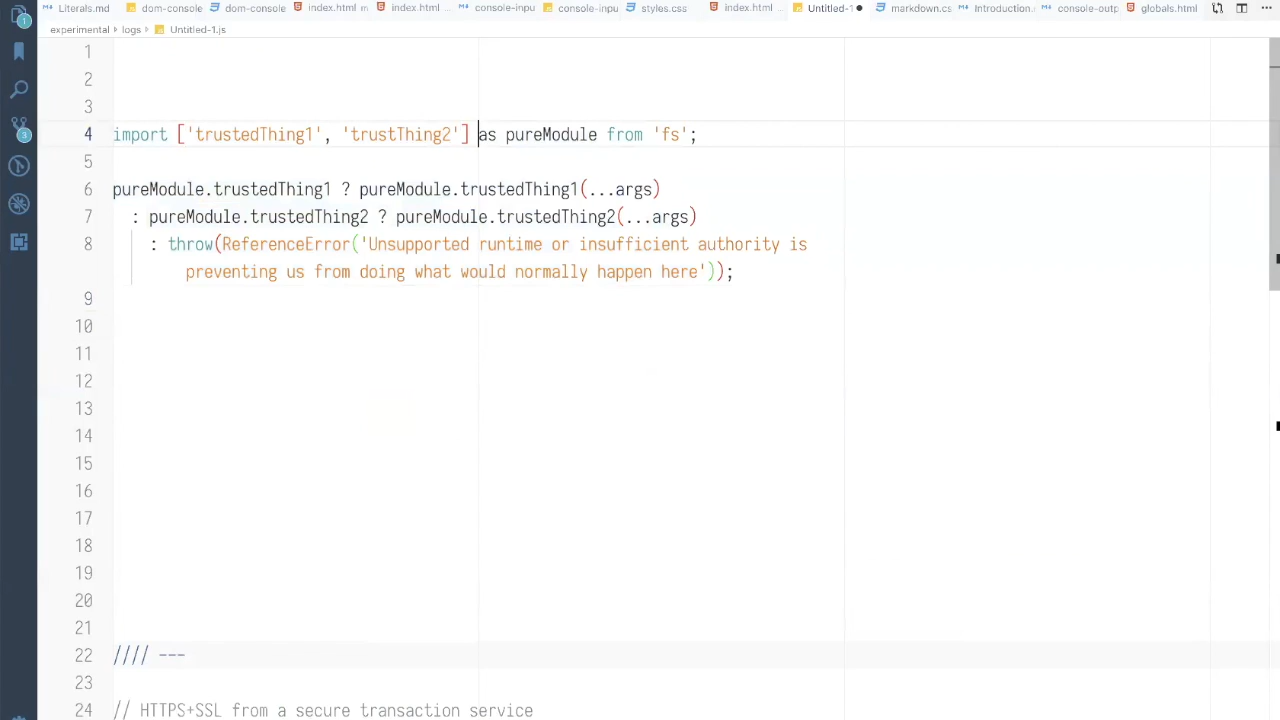 Literals.md dom-console dom-console index.html m index.html ... console-inpu console-inpu styles.css index.html ... Untitled-1 markdown.cs Introduction. console-outp globals.html ...
experimental › logs › Untitled-1.js
1
1
2
3
4 import ['trustedThing1', 'trustThing2'] as pureModule from 'fs';
5
6 pureModule.trustedThing1 ? pureModule.trustedThing1(...args)
7 : pureModule.trustedThing2 ? pureModule.trustedThing2(...args)
8 : throw(ReferenceError('Unsupported runtime or insufficient authority is
preventing us from doing what would normally happen here'));
3
9
10
11
12
13
14
15
16
17
18
19
20
21
22 //// ---
23
24 // HTTPS+SSL from a secure transaction service